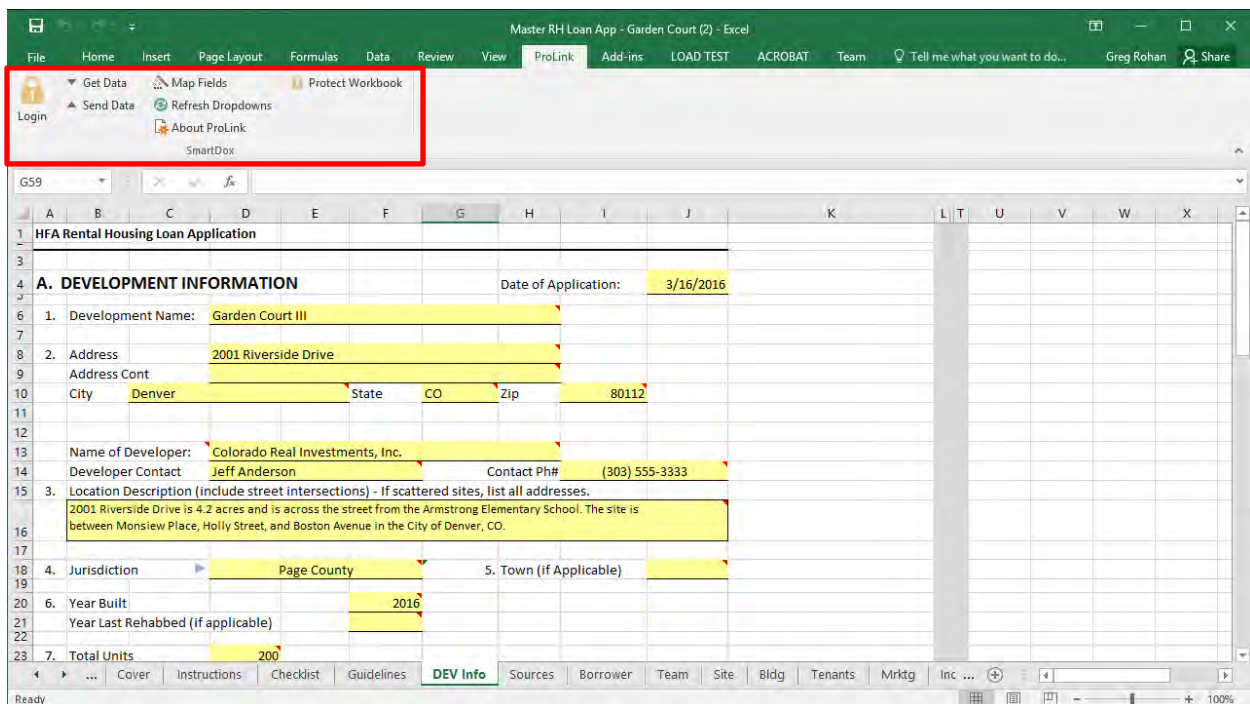 Master RH Loan App - Garden Court (2) - Excel
File Home Insert Page Layout Formulas Data Review View ProLink Add-ins LOAD TEST ACROBAT Team Tell me what you want to do... Greg Rohan Share
Login
Get Data Map Fields Protect Workbook
Send Data Refresh Dropdowns
About ProLink
SmartDox
G59 fx
A B C D E F G H I J K L T U V W X
1 HFA Rental Housing Loan Application
3
4 A. DEVELOPMENT INFORMATION Date of Application: 3/16/2016
6 1. Development Name: Garden Court III
7
8 2. Address 2001 Riverside Drive
9 Address Cont
10 City Denver State CO Zip 80112
11
12
13 Name of Developer: Colorado Real Investments, Inc.
14 Developer Contact Jeff Anderson Contact Ph# (303) 555-3333
15 3. Location Description (include street intersections) - If scattered sites, list all addresses.
2001 Riverside Drive is 4.2 acres and is across the street from the Armstrong Elementary School. The site is
16 between Monsiew Place, Holly Street, and Boston Avenue in the City of Denver, CO.
17
18 4. Jurisdiction Page County 5. Town (if Applicable)
19
20 6. Year Built 2016
21 Year Last Rehabbed (if applicable)
22
23 7. Total Units 200
... Cover Instructions Checklist Guidelines DEV Info Sources Borrower Team Site Bldg Tenants Mrktg Inc ...
Ready 100%